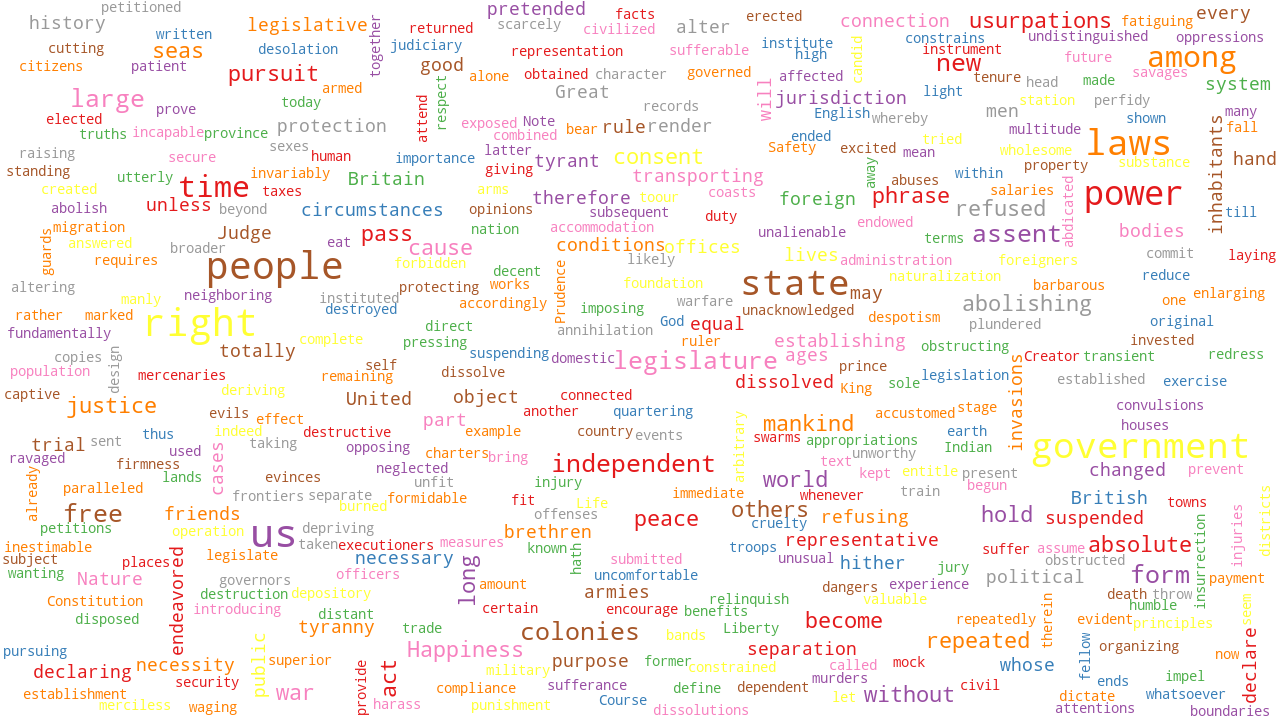 petitioned
history
written
legislative
together
returned
pretended
scarcely
facts
civilized
alter
erected
connection
usurpations
fatiguing
every
cutting
seas
desolation
judiciary
representation
sufferable
institute
high
candid
constrains
undistinguished
oppressions
citizens
patient
pursuit
good
alone
obtained
character
governed
affected
instrument
new
future
among
savages
large
prove
today
armed
respect
Great
records
will
jurisdiction
light
tenure
head
made
system
elected
truths
incapable
province
protection
attend
exposed
Note
combined
bear
rule
render
English
whereby
men
station
perfidy
shown
many
fall
raising
secure
sexes
human
importance
latter
tyrant
consent
Safety
ended
excited
mean
tried
wholesome
multitude
laws
inhabitants
hand
standing
created
utterly
time
invariably
taxes
Britain
arms
giving
therefore
toour
transporting
coasts
foreign
away
abuses
phrase
within
salaries
property
substance
power
abolish
unless
beyond
circumstances
opinions
subsequent
duty
endowed
refused
abdicated
till
migration
answered
guards
requires
Judge
broader
eat
pass
cause
nation
accommodation
conditions
offices
unalienable
lives
terms
assent
foreigners
bodies
commit
laying
altering
manly
people
neighboring
instituted
forbidden
protecting
decent
works
likely
foundation
state
administration
may
naturalization
barbarous
reduce
one
enlarging
rather
marked
right
destroyed
accordingly
Prudence
imposing
warfare
unacknowledged
despotism
abolishing
plundered
original
fundamentally
complete
direct
pressing
annihilation
God
equal
ruler
establishing
obstructing
invested
copies
design
totally
self
suspending
domestic
legislature
ages
prince
Creator
transient
redress
population
mercenaries
remaining
dissolve
dissolved
King
sole
legislation
established
exercise
captive
justice
deriving
evils
effect
United
object
connected
another
quartering
mankind
accustomed
stage
invasions
convulsions
houses
trial
sent
thus
indeed
taking
destructive
part
example
country
events
arbitrary
swarms
appropriations
earth
Indian
government
ravaged
firmness
used
cases
opposing
neglected
charters
bring
independent
text
unworthy
kept
entitle
present
changed
prevent
already
paralleled
lands
evinces
unfit
injury
world
whenever
train
begun
British
towns
districts
free
petitions
friends
frontiers
separate
burned
formidable
fit
Life
offenses
immediate
others
cruelty
refusing
hold
suspended
insurrection
injuries
inestimable
subject
operation
us
depriving
taken
executioners
measures
brethren
known
peace
troops
representative
unusual
suffer
assume
absolute
wanting
Nature
places
endeavored
legislate
necessary
long
hath
submitted
uncomfortable
hither
jury
obstructed
political
form
payment
Constitution
disposed
governors
destruction
introducing
officers
depository
amount
armies
relinquish
dangers
experience
valuable
death
throw
humble
seem
distant
tyranny
trade
certain
encourage
benefits
colonies
bands
Liberty
become
repeatedly
repeated
therein
evident
principles
pursuing
declaring
necessity
public
superior
Happiness
military
purpose
former
constrained
separation
called
mock
whose
fellow
organizing
now
declare
establishment
merciless
security
waging
war
provide
act
harass
compliance
punishment
sufferance
Course
define
dissolutions
dependent
murders
let
without
civil
ends
dictate
attentions
impel
whatsoever
boundaries